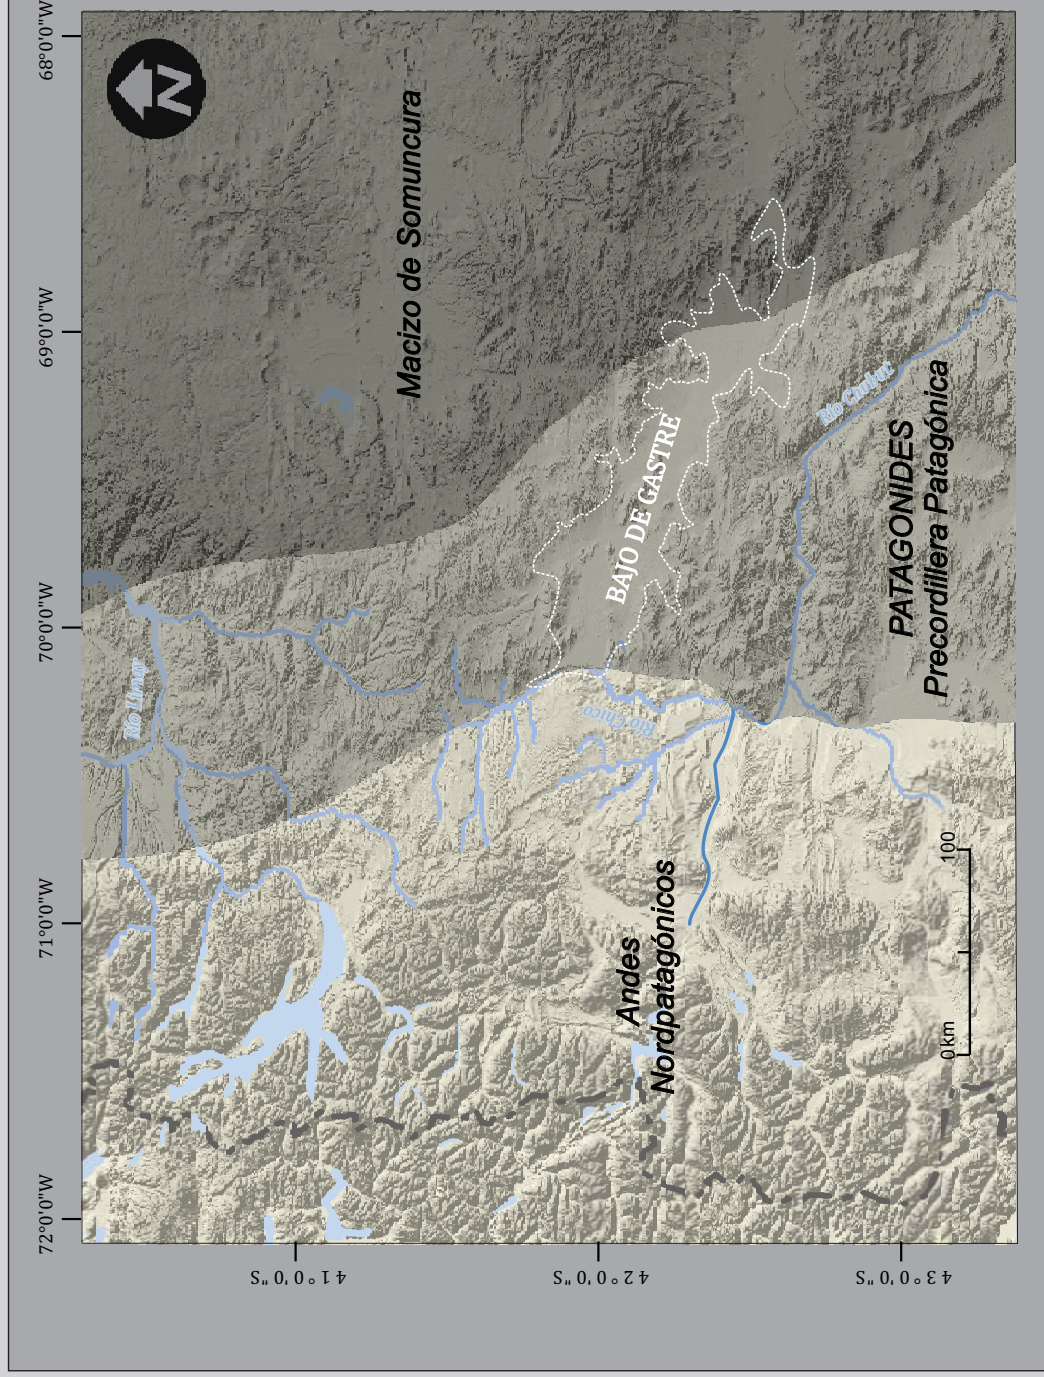 72°0'0"W
71°0'0"W
70°0'0"W
69°0'0"W
68°0'0"W
N
41°0'0"S
42°0'0"S
43°0'0"S
Río Limay
Macizo de Somuncura
BAJO DE GASTRE
Río Chico
Río Chubut
Andes
Nordpatagónicos
PATAGONIDES
Precordillera Patagónica
0km
100